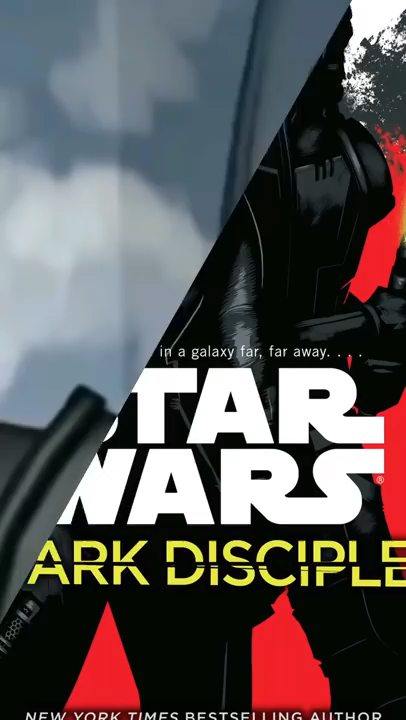 in a galaxy far, far away. . . .
STAR
WARS®
ARK DISCIPLE
NEW YORK TIMES BESTSELLING AUTHOR